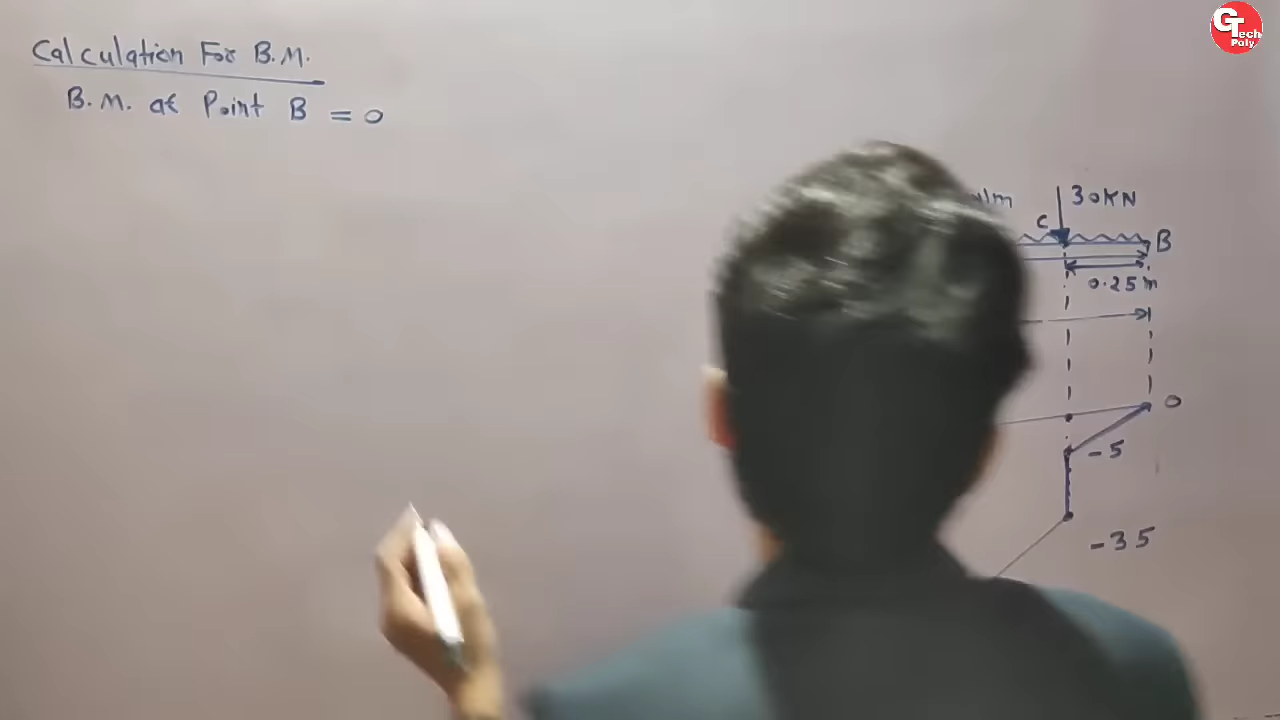 Calculation For B.M.
B.M. at Point B = 0
30KN
C
B
0.25m
0
-5
-35
GTech
Poly